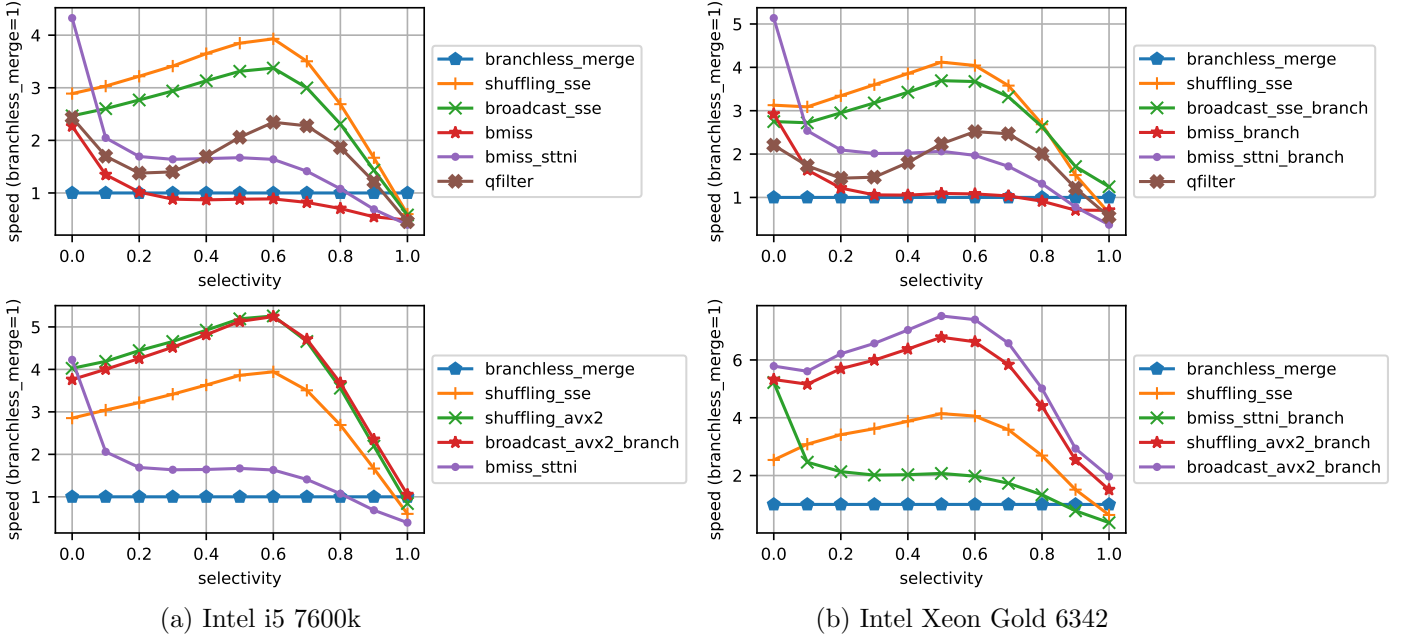 speed (branchless_merge=1)
4
3
2
1
0.0 0.2 0.4 0.6 0.8 1.0
selectivity
branchless_merge
shuffling_sse
broadcast_sse
bmiss
bmiss_sttni
qfilter
speed (branchless_merge=1)
5
4
3
2
1
0.0 0.2 0.4 0.6 0.8 1.0
selectivity
branchless_merge
shuffling_sse
broadcast_sse_branch
bmiss_branch
bmiss_sttni_branch
qfilter
speed (branchless_merge=1)
5
4
3
2
1
0.0 0.2 0.4 0.6 0.8 1.0
selectivity
branchless_merge
shuffling_sse
shuffling_avx2
broadcast_avx2_branch
bmiss_sttni
speed (branchless_merge=1)
6
4
2
0.0 0.2 0.4 0.6 0.8 1.0
selectivity
branchless_merge
shuffling_sse
bmiss_sttni_branch
shuffling_avx2_branch
broadcast_avx2_branch
(a) Intel i5 7600k
(b) Intel Xeon Gold 6342